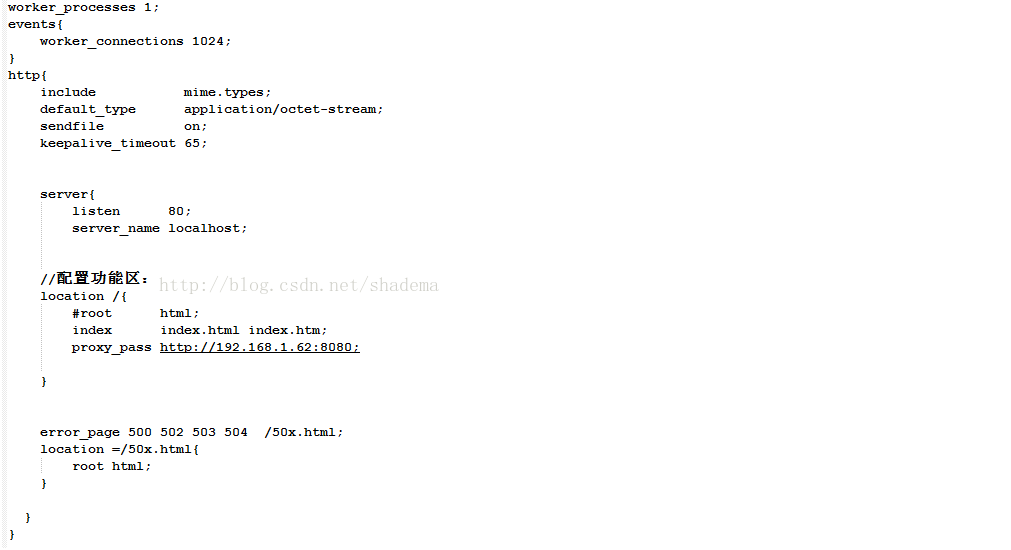 worker_processes 1;
events{
    worker_connections 1024;
}
http{
    include           mime.types;
    default_type      application/octet-stream;
    sendfile          on;
    keepalive_timeout 65;
    server{
        listen      80;
        server_name localhost;
    //配置功能区：
http://blog.csdn.net/shadema
    location /{
        #root      html;
        index      index.html index.htm;
        proxy_pass http://192.168.1.62:8080;
    }
    error_page 500 502 503 504  /50x.html;
    location =/50x.html{
        root html;
    }
  }
}